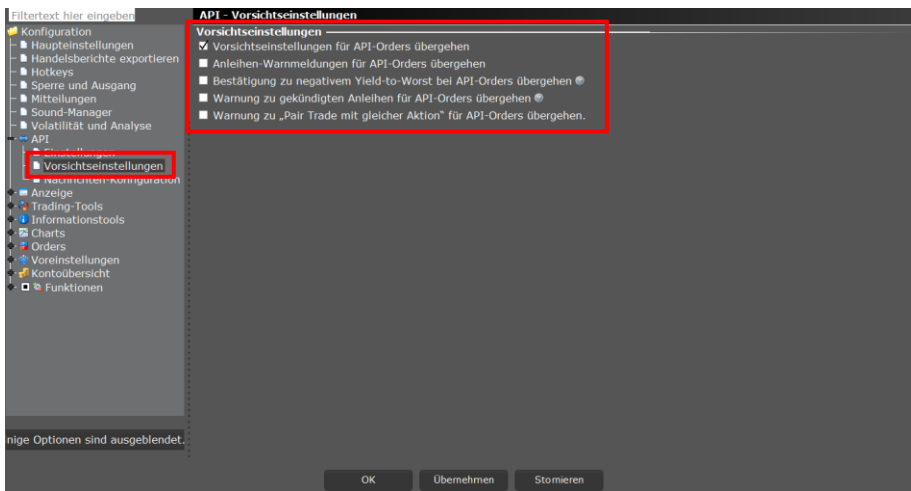 Filtertext hier eingeben
Konfiguration
Haupteinstellungen
Handelsberichte exportieren
Hotkeys
Sperre und Ausgang
Mitteilungen
Sound-Manager
Volatilität und Analyse
API
Einstellungen
Vorsichtseinstellungen
Nachrichten-Konfiguration
Anzeige
Trading-Tools
Informationstools
Charts
Orders
Voreinstellungen
Kontoübersicht
Funktionen
nige Optionen sind ausgeblendet.
API - Vorsichtseinstellungen
Vorsichtseinstellungen
Vorsichtseinstellungen für API-Orders übergehen
Anleihen-Warnmeldungen für API-Orders übergehen
Bestätigung zu negativem Yield-to-Worst bei API-Orders übergehen
Warnung zu gekündigten Anleihen für API-Orders übergehen
Warnung zu „Pair Trade mit gleicher Aktion“ für API-Orders übergehen.
OK Übernehmen Stornieren